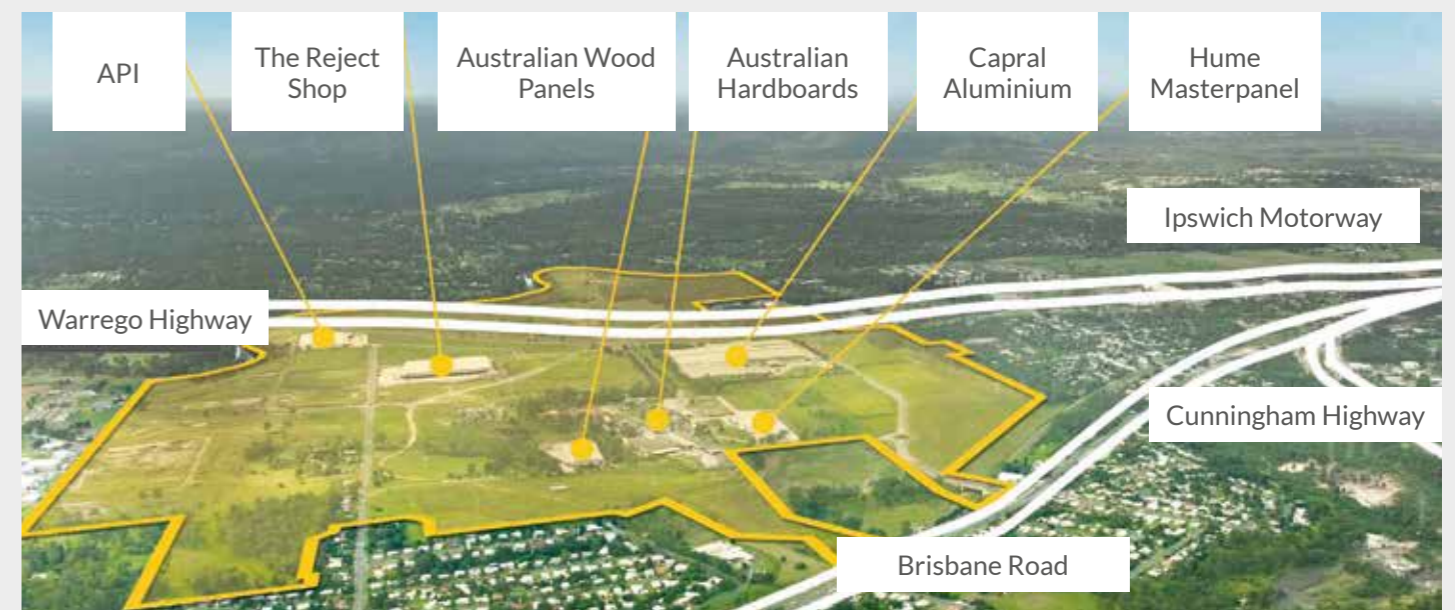 API
The Reject
Shop
Australian Wood
Panels
Australian
Hardboards
Capral
Aluminium
Hume
Masterpanel
Ipswich Motorway
Warrego Highway
Cunningham Highway
Brisbane Road